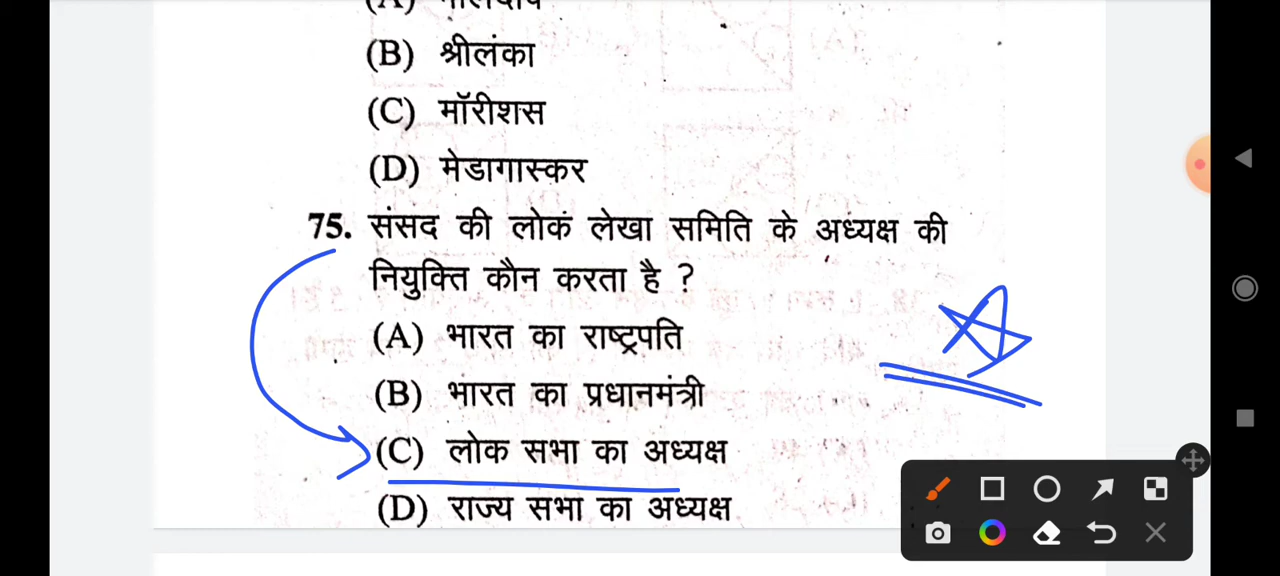 (B) श्रीलंका
(C) मॉरीशस
(D) मेडागास्कर
75. संसद की लोक लेखा समिति के अध्यक्ष की
नियुक्ति कौन करता है ?
(A) भारत का राष्ट्रपति
(B) भारत का प्रधानमंत्री
(C) लोक सभा का अध्यक्ष
(D) राज्य सभा का अध्यक्ष